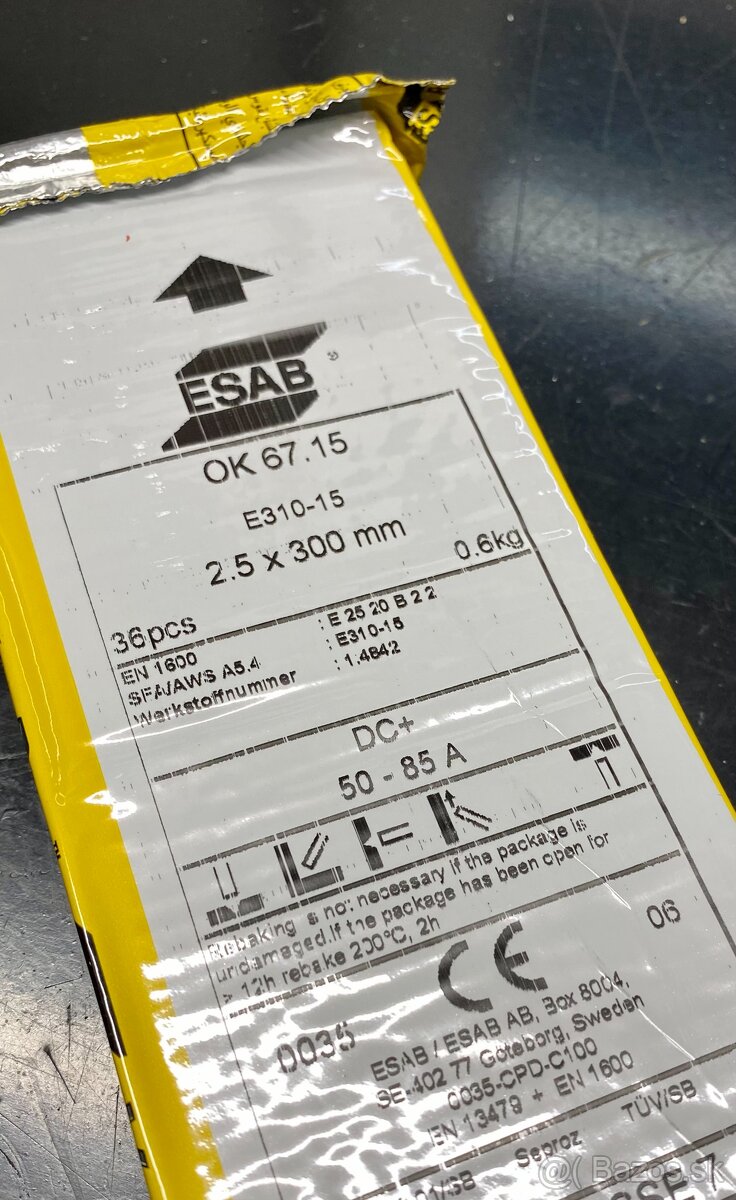 ESAB ®
OK 67.15
E310-15
2.5 x 300 mm
36pcs 0.6kg
EN 1600 : E 25 20 B 2 2
SFA/AWS A5.4 : E310-15
Werkstoffnummer : 1.4842
DC+
50 - 85 A
Rebaking is not necessary if the package is
undamaged.If the package has been open for
> 12h rebake 200°C, 2h
CE 06
0035
ESAB / ESAB AB, Box 8004,
SE-402 77 Göteborg, Sweden
0035-CPD-C100
EN 13479 + EN 1600
Seproz TÜV/SB
@( Bazos.sk